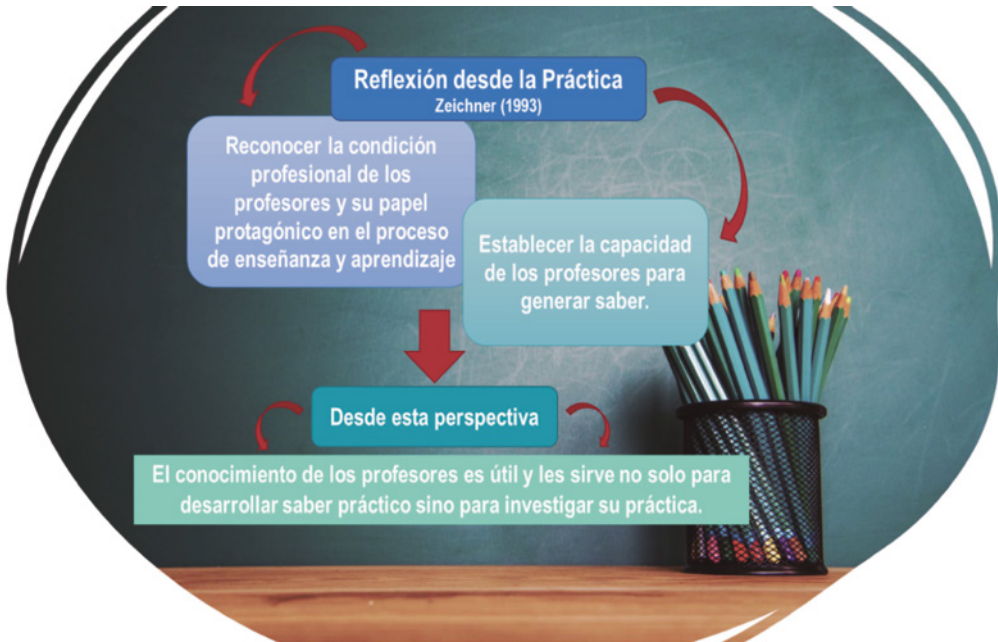 Reflexión desde la Práctica
Zeichner (1993)
Reconocer la condición
profesional de los
profesores y su papel
protagónico en el proceso
de enseñanza y aprendizaje
Establecer la capacidad
de los profesores para
generar saber.
Desde esta perspectiva
El conocimiento de los profesores es útil y les sirve no solo para
desarrollar saber práctico sino para investigar su práctica.